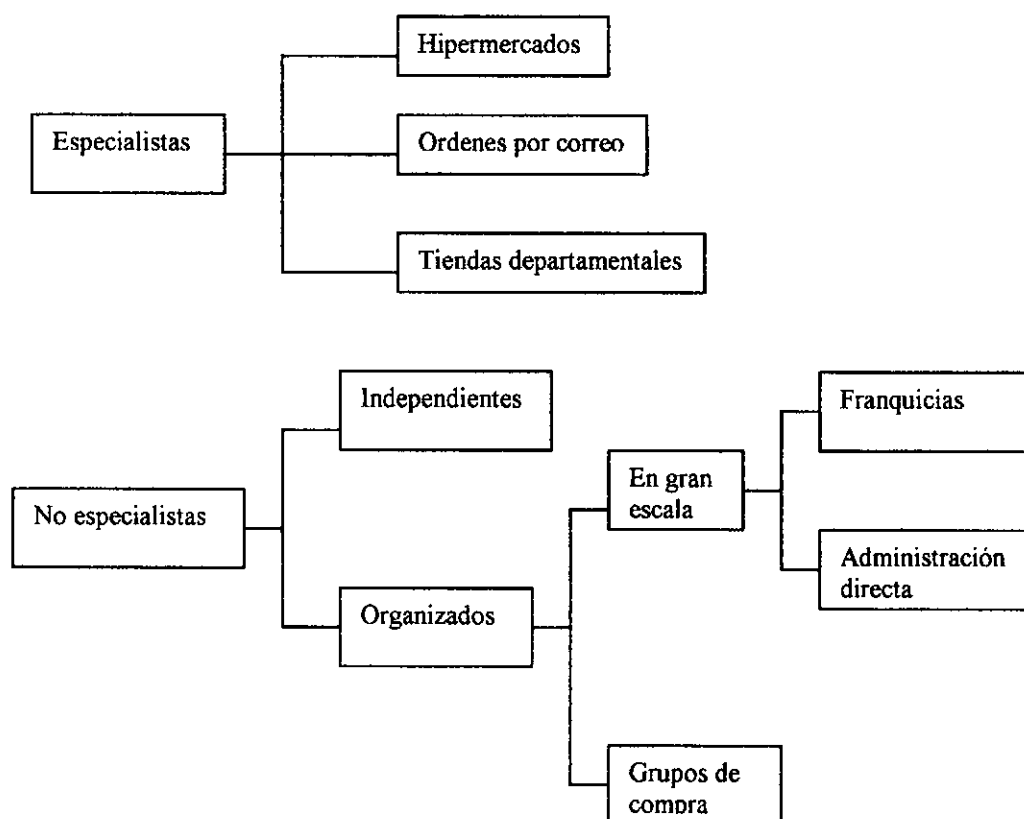 Hipermercados
Especialistas
Ordenes por correo
Tiendas departamentales
Independientes
Franquicias
En gran
escala
No especialistas
Administración
directa
Organizados
Grupos de
compra